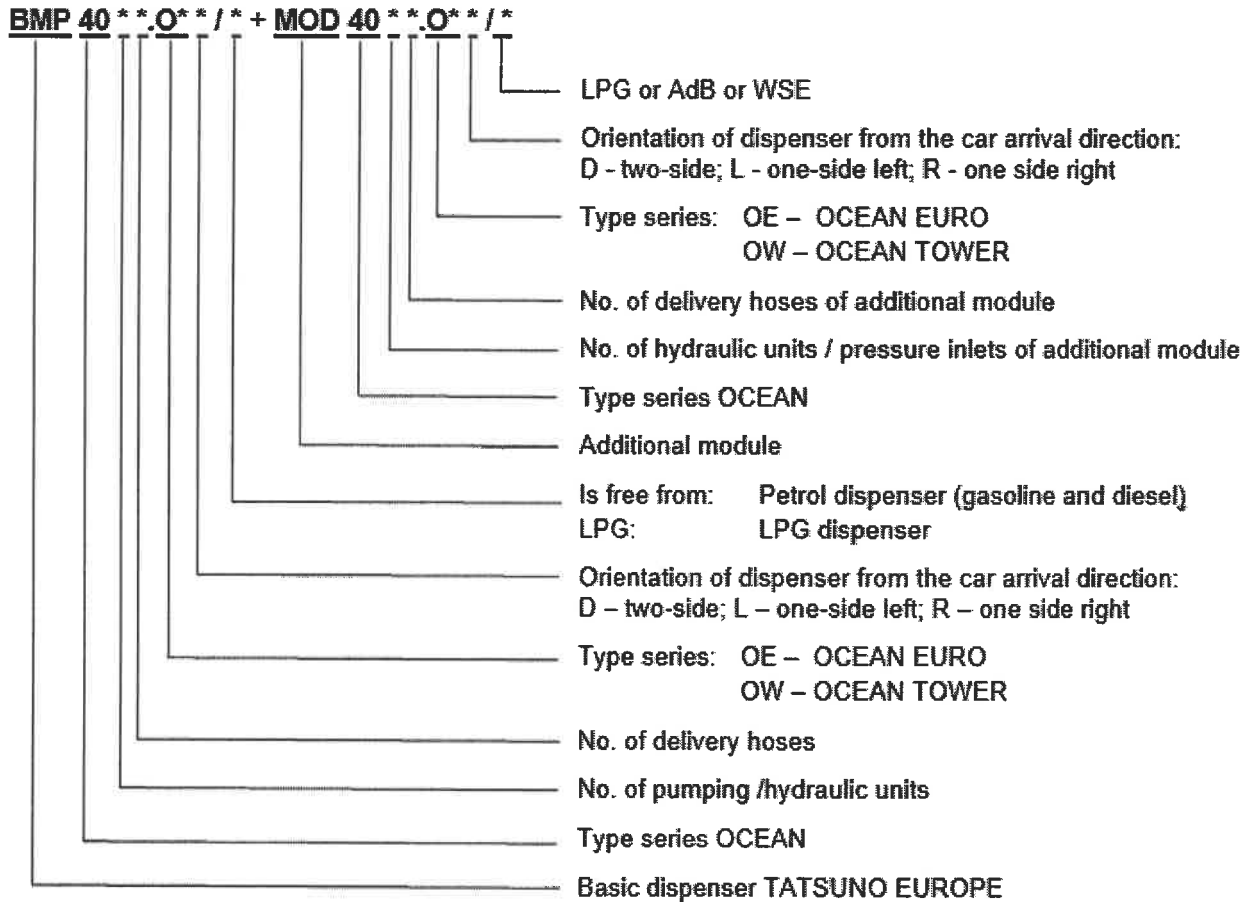 BMP 40 * *.O* * / * + MOD 40 * *.O* * / *
LPG or AdB or WSE
Orientation of dispenser from the car arrival direction:
D - two-side; L - one-side left; R - one side right
Type series: OE – OCEAN EURO
OW – OCEAN TOWER
No. of delivery hoses of additional module
No. of hydraulic units / pressure inlets of additional module
Type series OCEAN
Additional module
Is free from: Petrol dispenser (gasoline and diesel)
LPG: LPG dispenser
Orientation of dispenser from the car arrival direction:
D – two-side; L – one-side left; R – one side right
Type series: OE – OCEAN EURO
OW – OCEAN TOWER
No. of delivery hoses
No. of pumping /hydraulic units
Type series OCEAN
Basic dispenser TATSUNO EUROPE